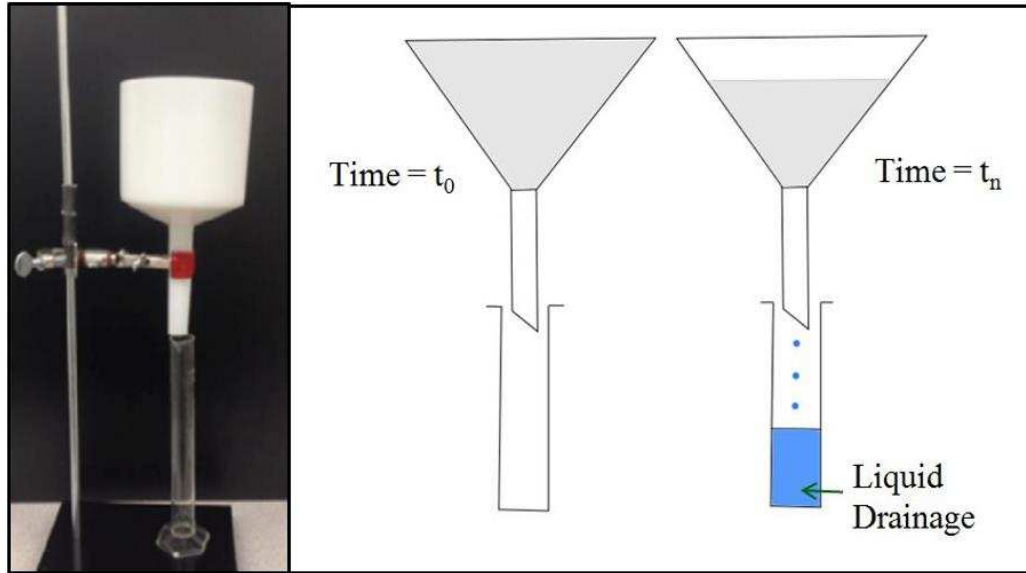 Time = t₀
Time = tₙ
Liquid
Drainage